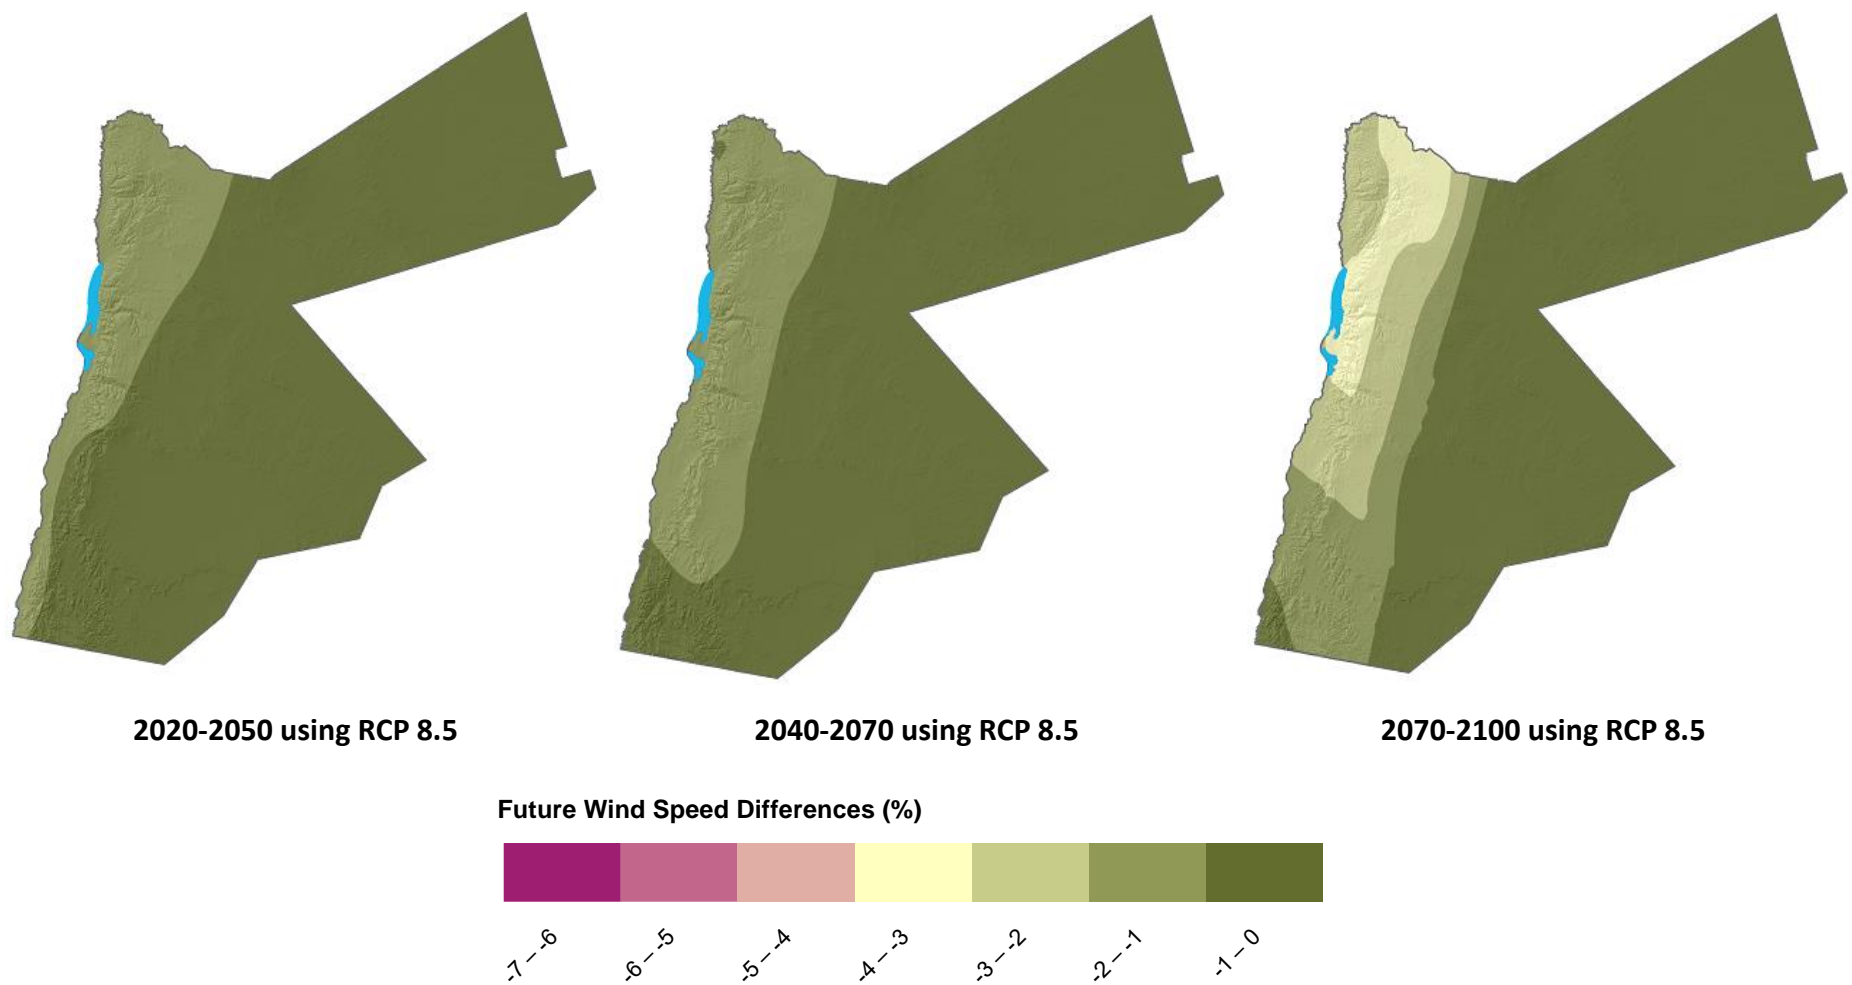 2020-2050 using RCP 8.5
2040-2070 using RCP 8.5
2070-2100 using RCP 8.5
Future Wind Speed Differences (%)
-7 – -6
-6 – -5
-5 – -4
-4 – -3
-3 – -2
-2 – -1
-1 – 0